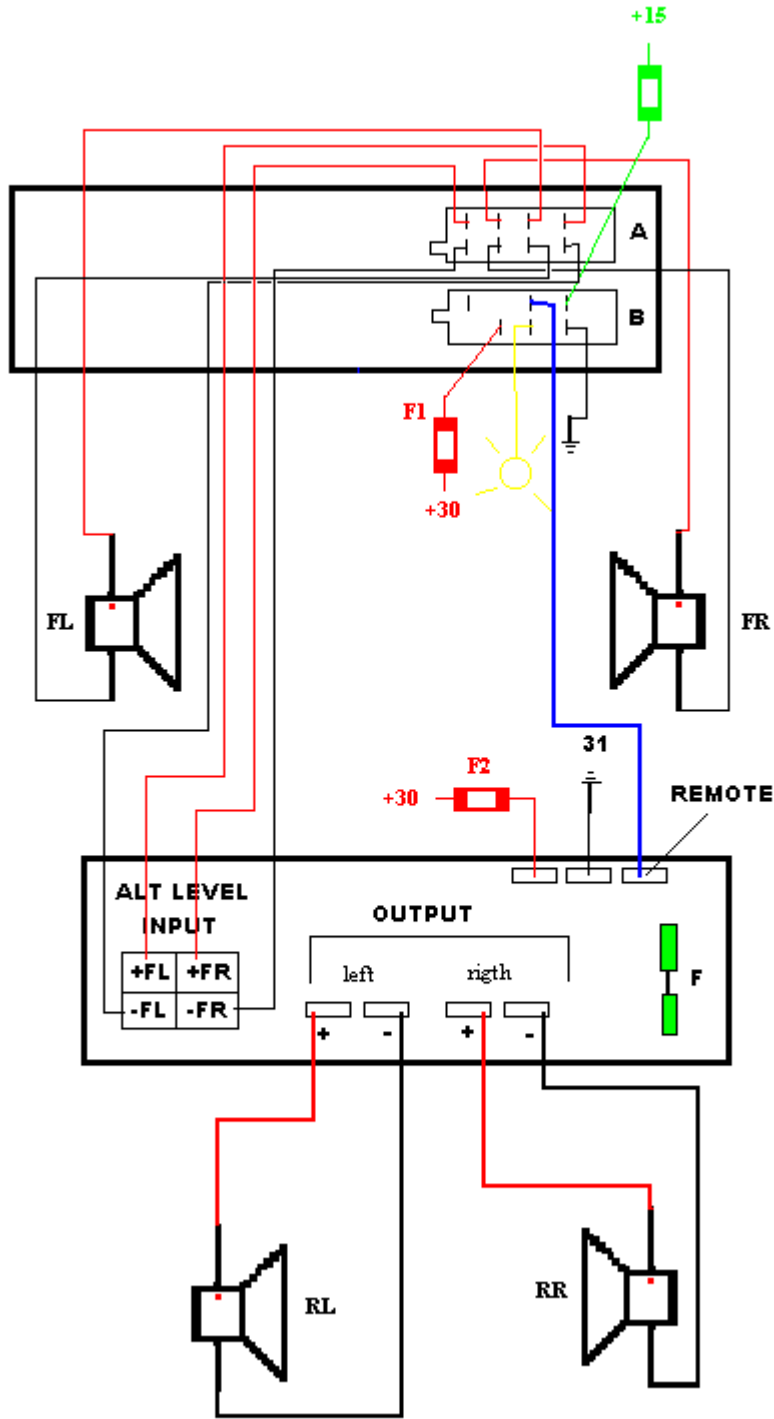 +15
A
B
F1
+30
FL
FR
31
F2
+30
REMOTE
ALT LEVEL
INPUT
OUTPUT
left
rigth
+FL
+FR
-FL
-FR
F
+
-
+
-
RL
RR